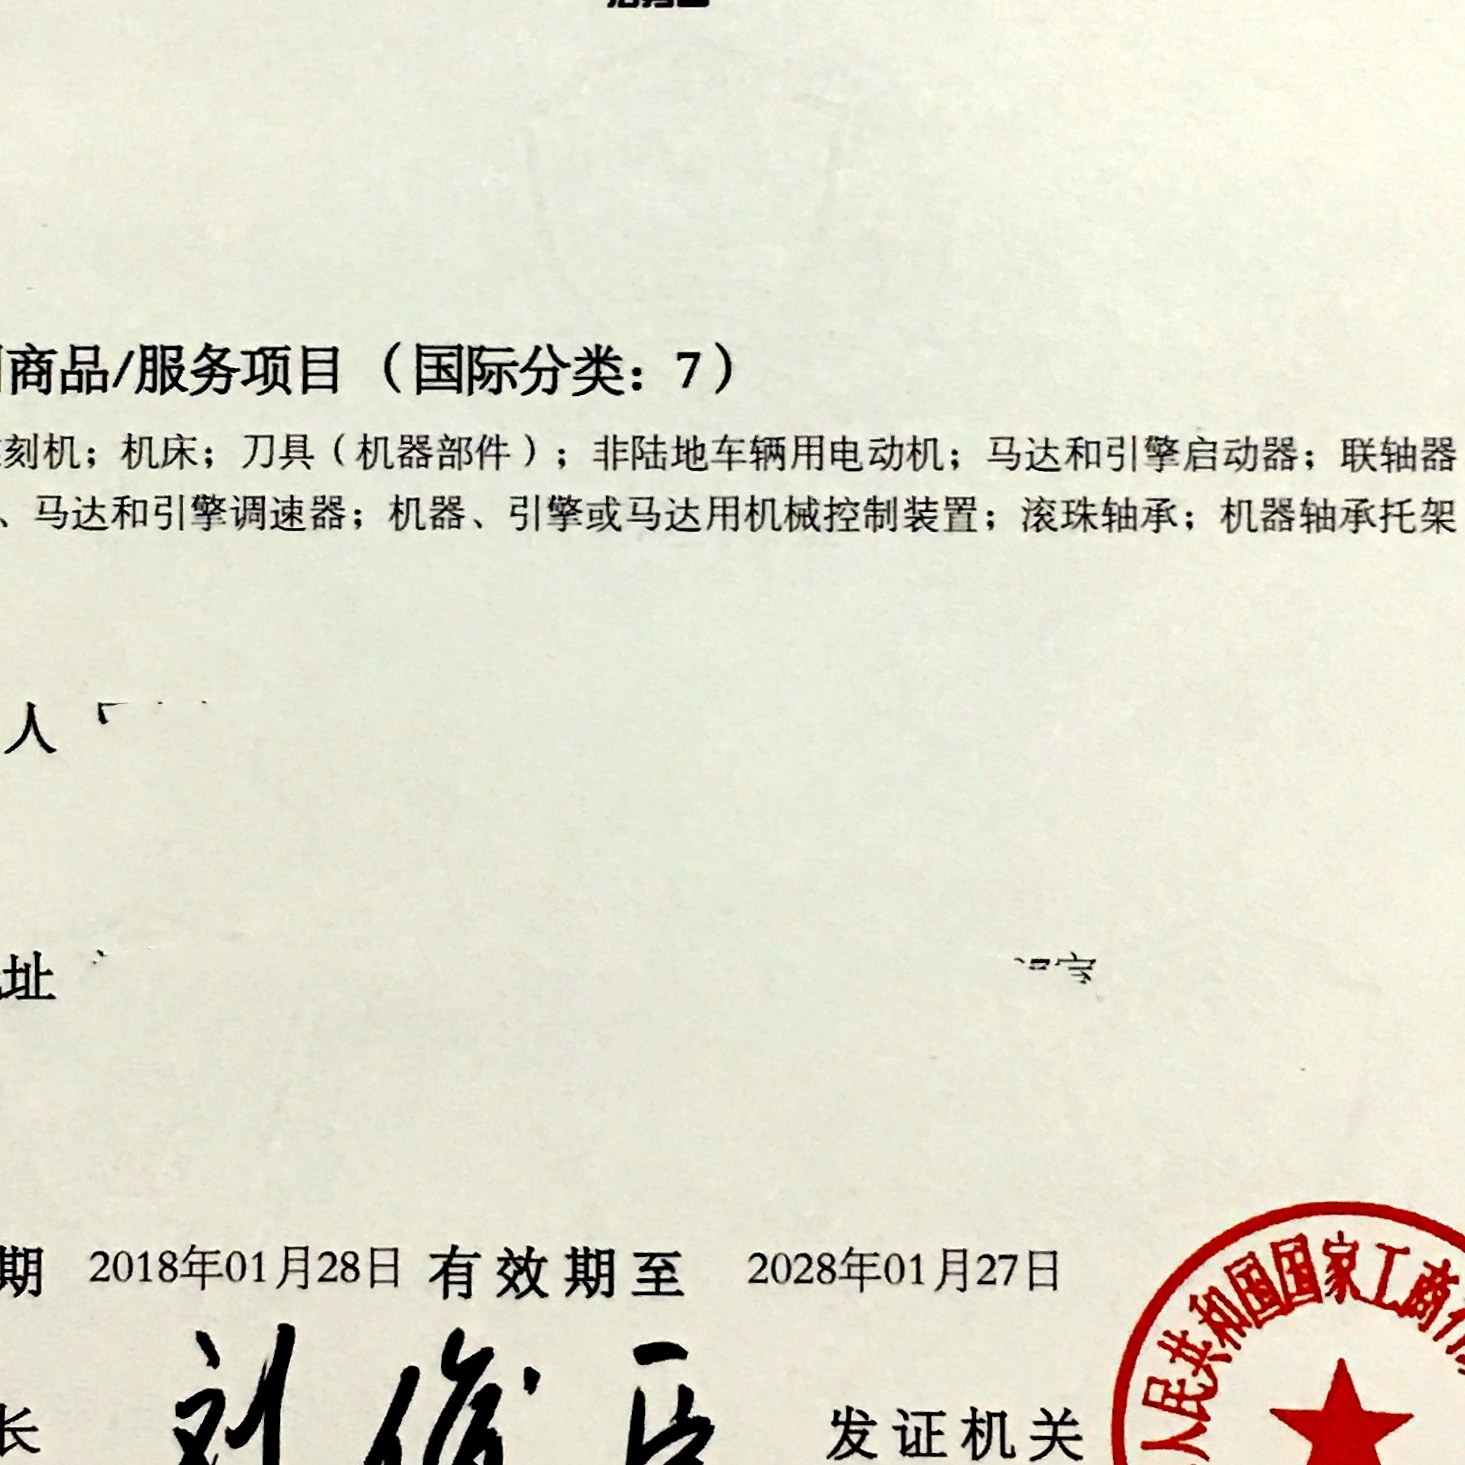 商品/服务项目（国际分类：7）
刻机；机床；刀具（机器部件）；非陆地车辆用电动机；马达和引擎启动器；联轴器
、马达和引擎调速器；机器、引擎或马达用机械控制装置；滚珠轴承；机器轴承托架
人
址
期 2018年01月28日 有效期至 2028年01月27日
长 刘俊臣 发证机关
人民共和国国家工商行